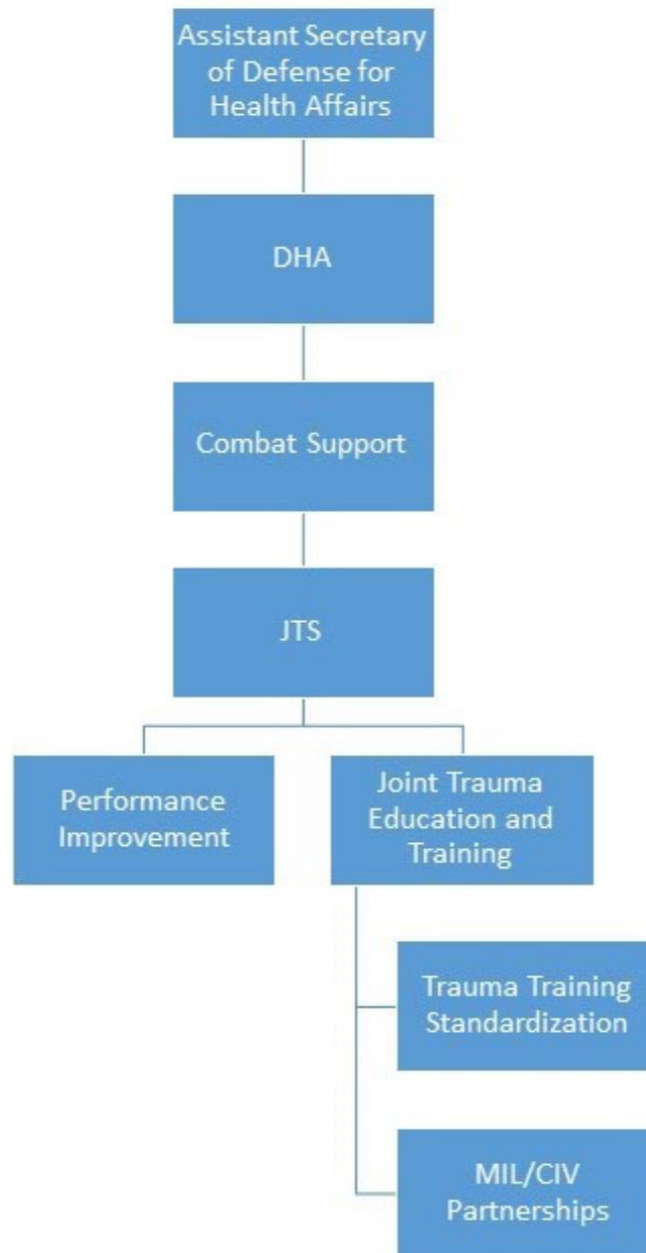 Assistant Secretary
of Defense for
Health Affairs
DHA
Combat Support
JTS
Performance
Improvement
Joint Trauma
Education and
Training
Trauma Training
Standardization
MIL/CIV
Partnerships